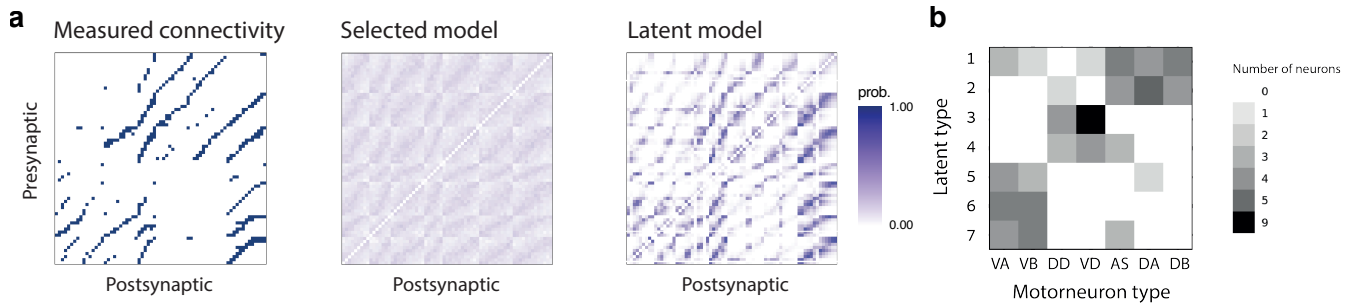 a
Measured connectivity
Selected model
Latent model
Presynaptic
Postsynaptic
Postsynaptic
Postsynaptic
prob.
1.00
0.00
b
Latent type
1
2
3
4
5
6
7
VA VB DD VD AS DA DB
Motorneuron type
Number of neurons
0
1
2
3
4
5
9